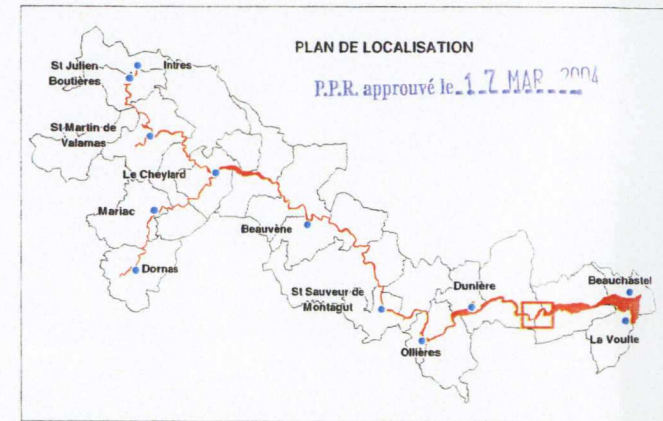 PLAN DE LOCALISATION
P.P.R. approuvé le 17 MAR. 2004
St Julien
Boutières
Intres
St Martin de
Valamas
Le Cheylard
Mariac
Beauvène
Dornas
St Sauveur de
Montagut
Dunière
Beauchastel
Ollières
La Voulte